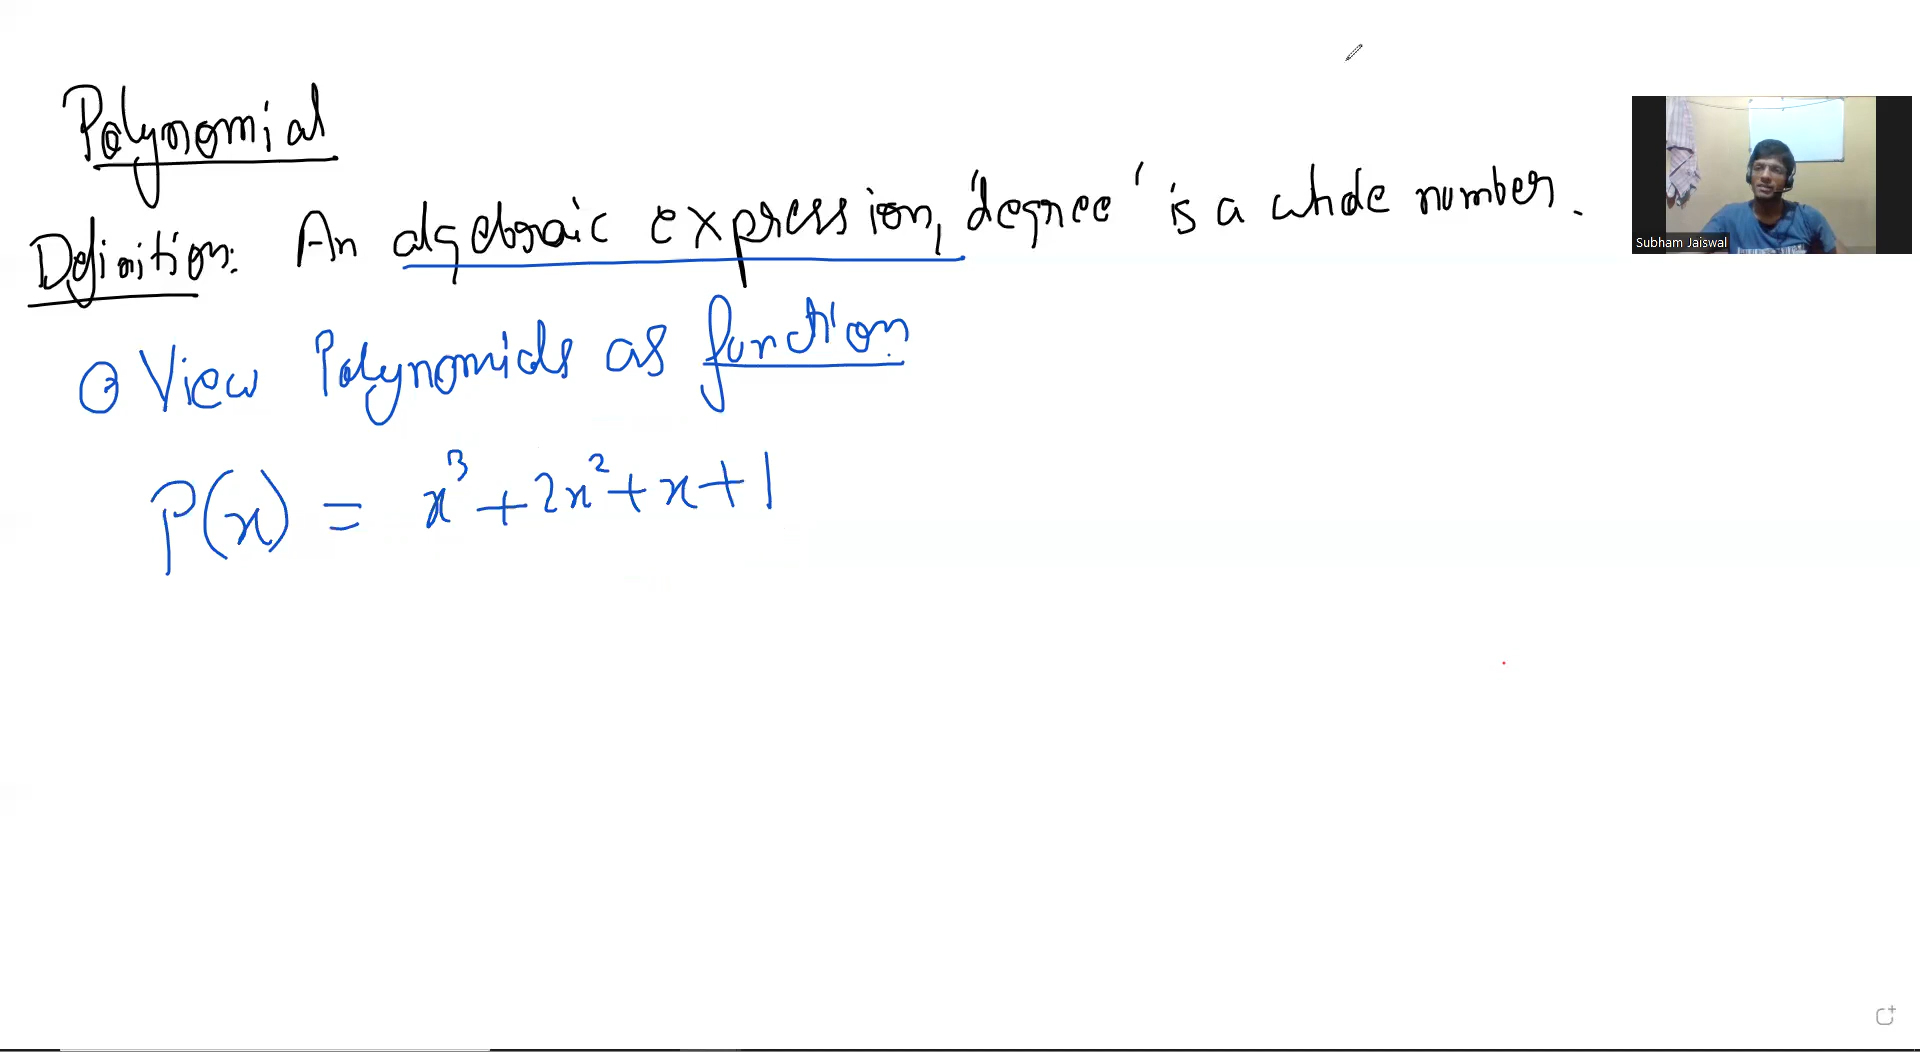 Polynomial
Definition: An algebraic expression, 'degree' is a whole number.
Subham Jaiswal
⊙ View Polynomials as function
P(x) = x³ + 2x² + x + 1